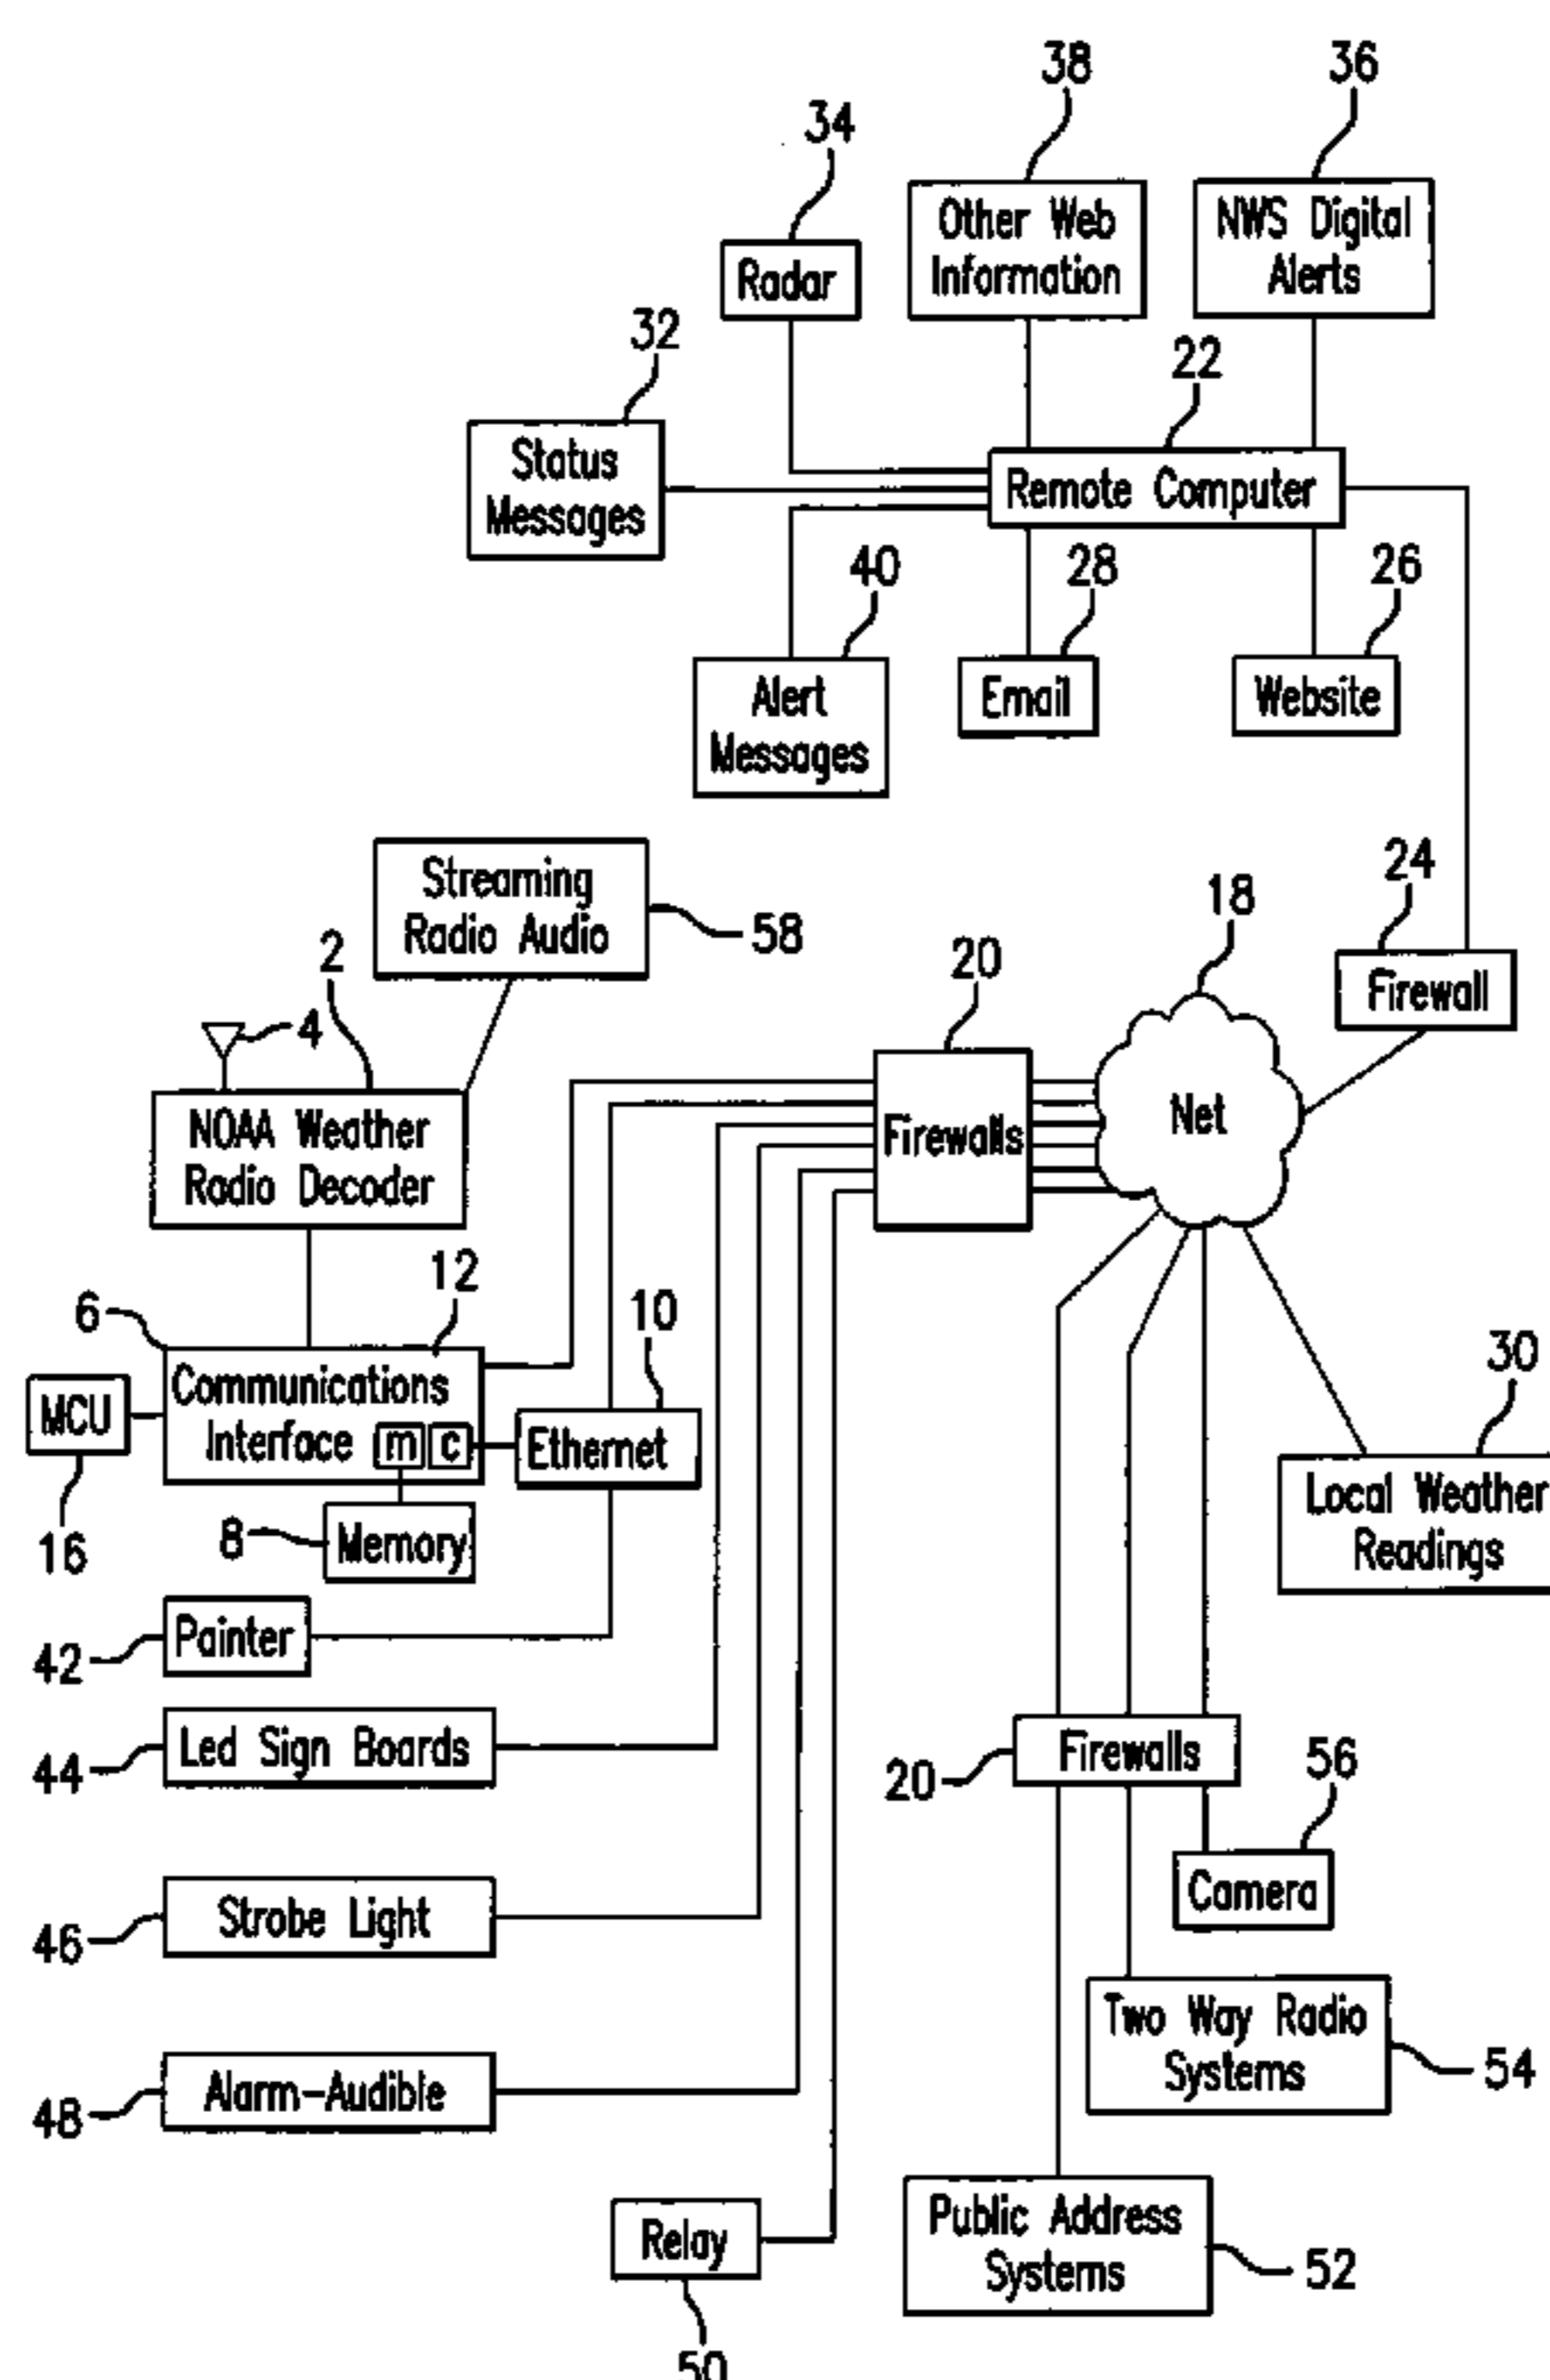 38
36
34
Other Web
Information
NWS Digital
Alerts
Radar
32
22
Status
Messages
Remote Computer
40
28
26
Alert
Messages
Email
Website
Streaming
Radio Audio
58
24
18
20
2
Firewall
4
NOAA Weather
Radio Decoder
Firewalls
Net
12
6
10
30
Communications
Interface m c
MCU
Ethernet
Local Weather
Readings
16
8
Memory
42
Painter
44
Led Sign Boards
20
Firewalls
56
Camera
46
Strobe Light
Two Way Radio
Systems
54
48
Alarm-Audible
Relay
Public Address
Systems
52
50